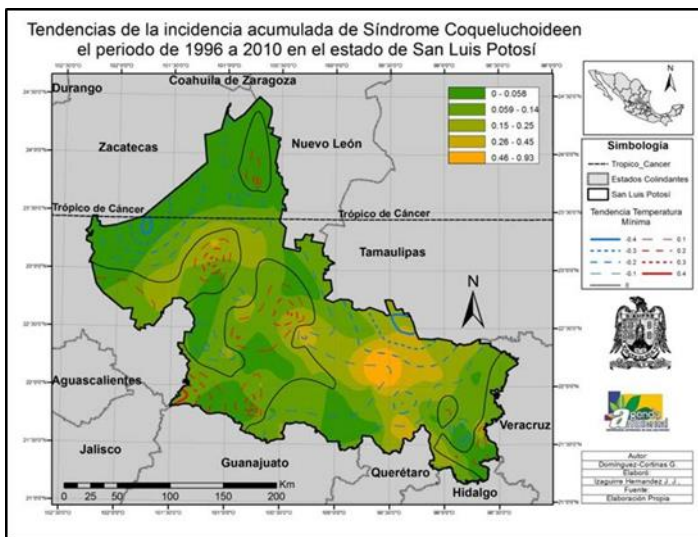 Tendencias de la incidencia acumulada de Síndrome Coqueluchoideen
el periodo de 1996 a 2010 en el estado de San Luis Potosí
Durango
Coahuila de Zaragoza
Zacatecas
Nuevo León
0 - 0.058
0.059 - 0.14
0.15 - 0.25
0.26 - 0.45
0.46 - 0.93
Trópico de Cáncer
Trópico de Cáncer
Tamaulipas
N
Aguascalientes
Jalisco
Guanajuato
Querétaro
Hidalgo
Veracruz
Km
0 25 50 100 150 200
N
Simbología
Tropico_Cancer
Estados Colindantes
San Luis Potosí
Tendencia Temperatura
Mínima
-0.4 0.1
-0.3 0.2
-0.2 0.3
-0.1 0.4
0
agenda
Autor:
Domínguez-Cortinas G.
Elaboró:
Izaguirre Hernandez J. J.,
Fuente:
Elaboración Propia